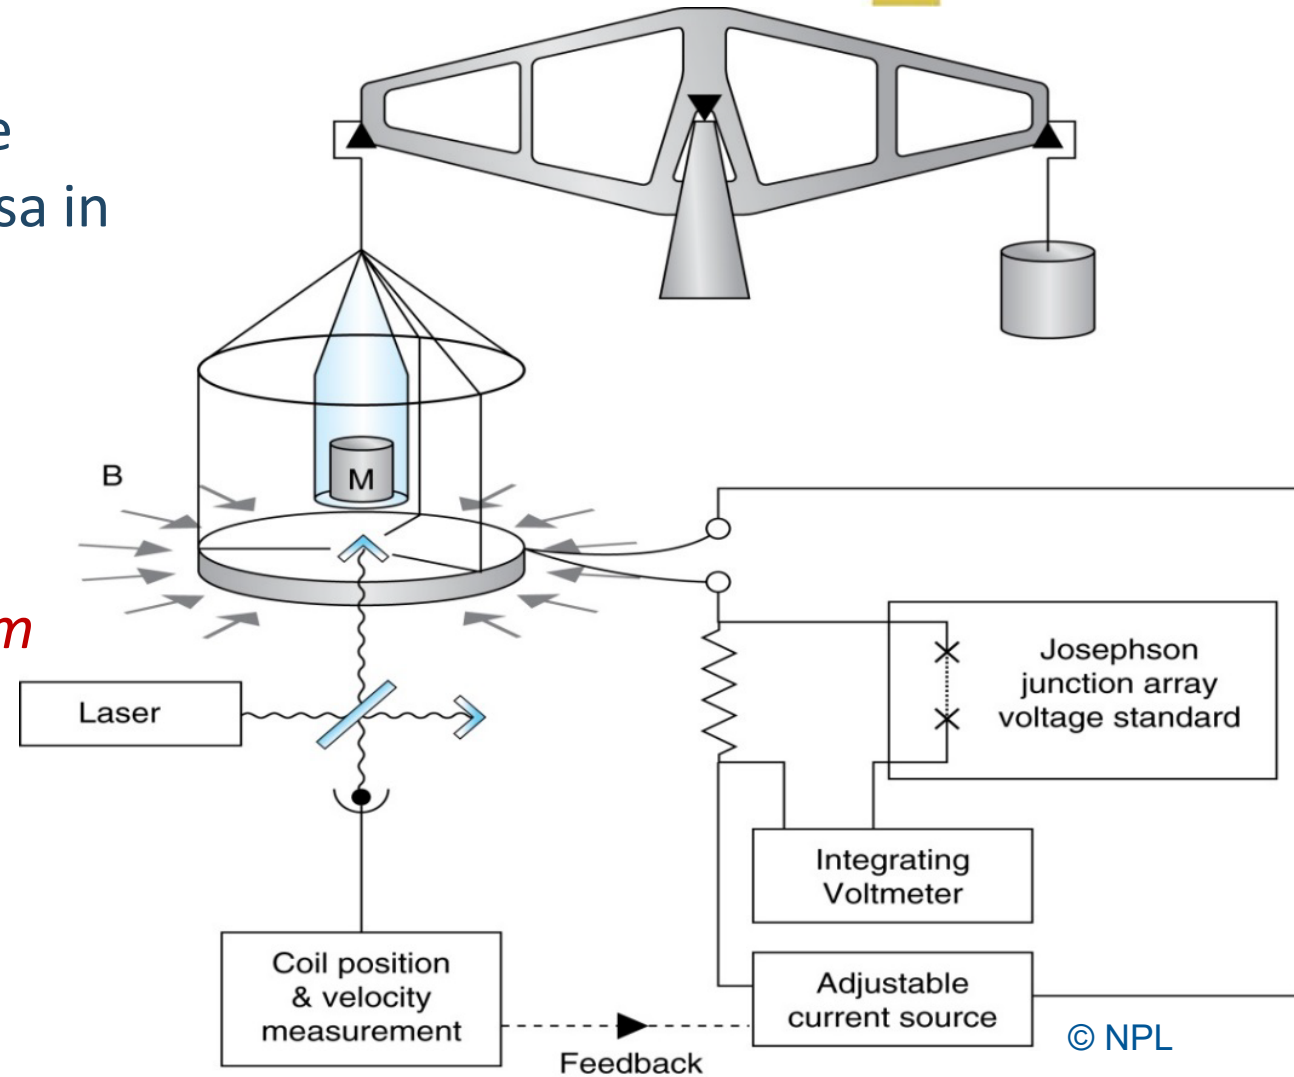 e
sa in
M
B
m
Laser
Josephson
junction array
voltage standard
Integrating
Voltmeter
Coil position
& velocity
measurement
Adjustable
current source
Feedback
© NPL